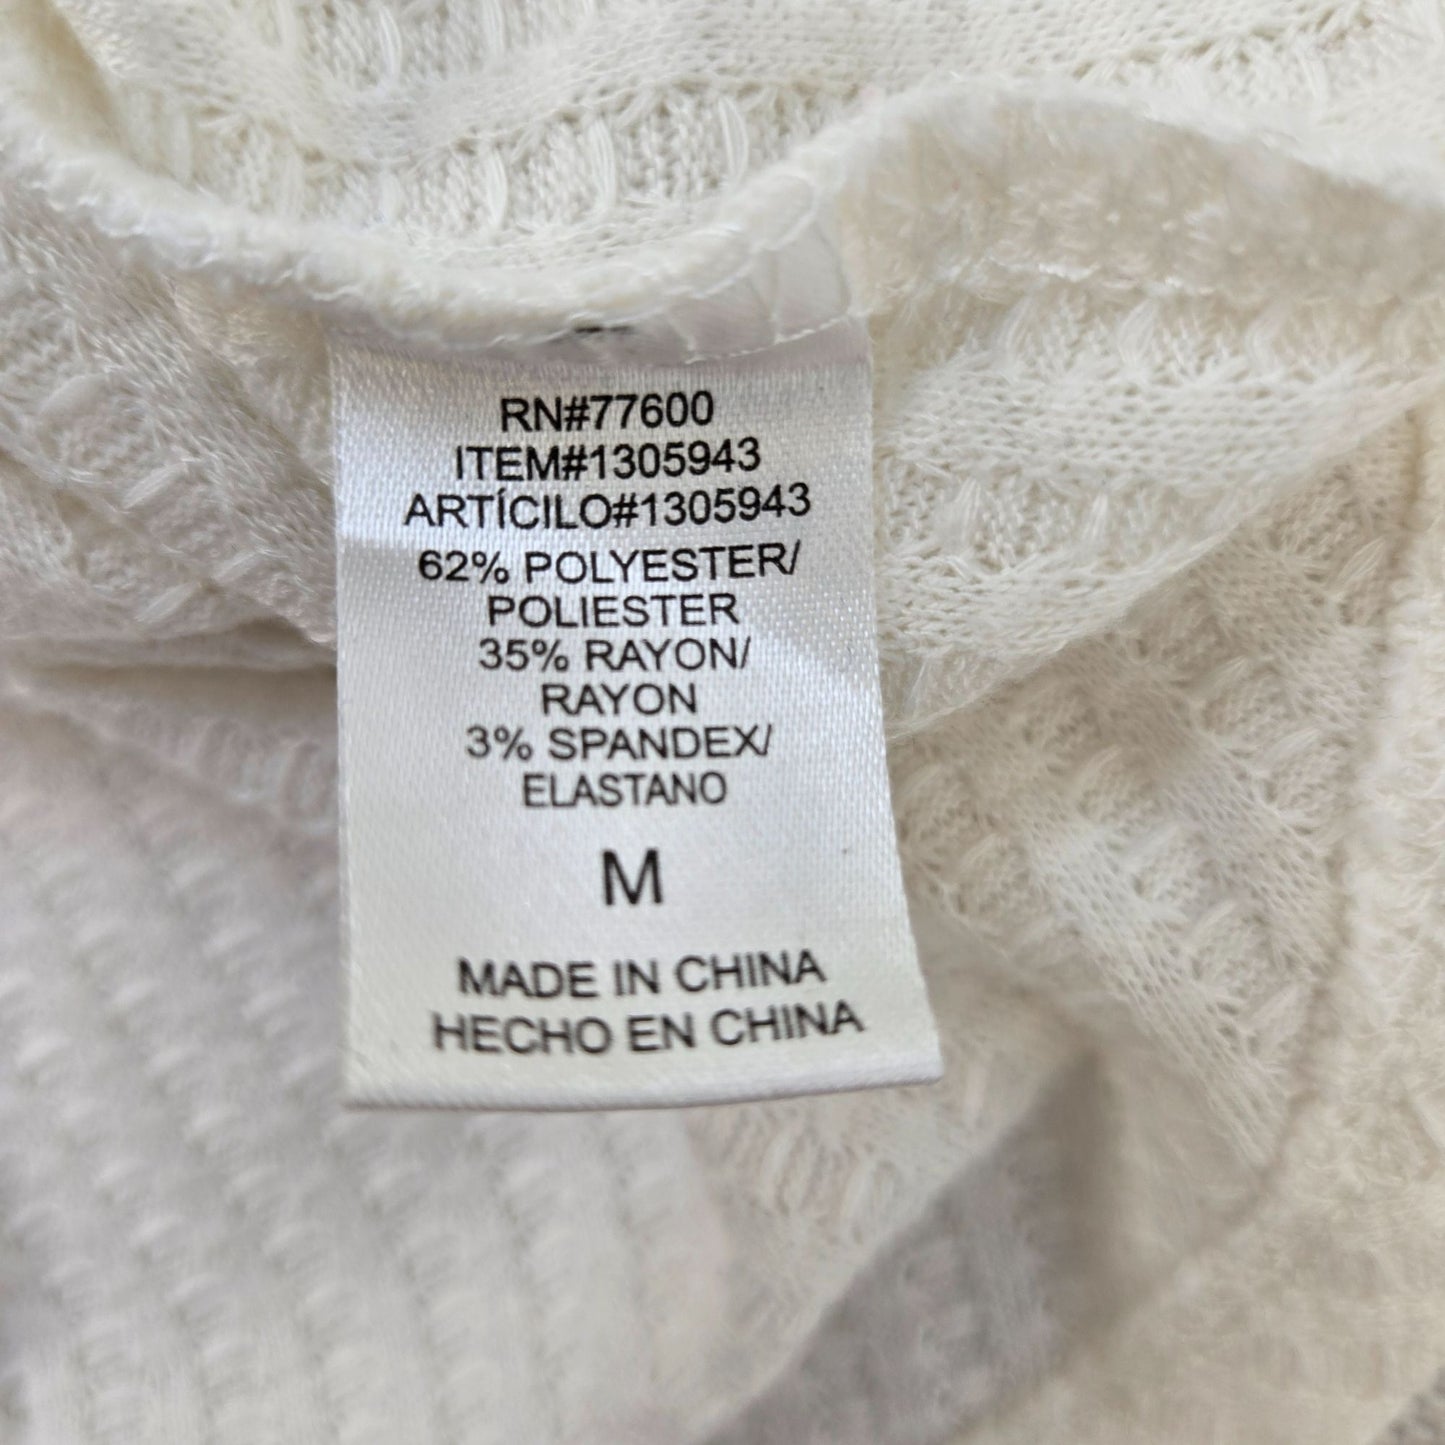 RN#77600
ITEM#1305943
ARTÍCILO#1305943
62% POLYESTER/
POLIESTER
35% RAYON/
RAYON
3% SPANDEX/
ELASTANO
M
MADE IN CHINA
HECHO EN CHINA